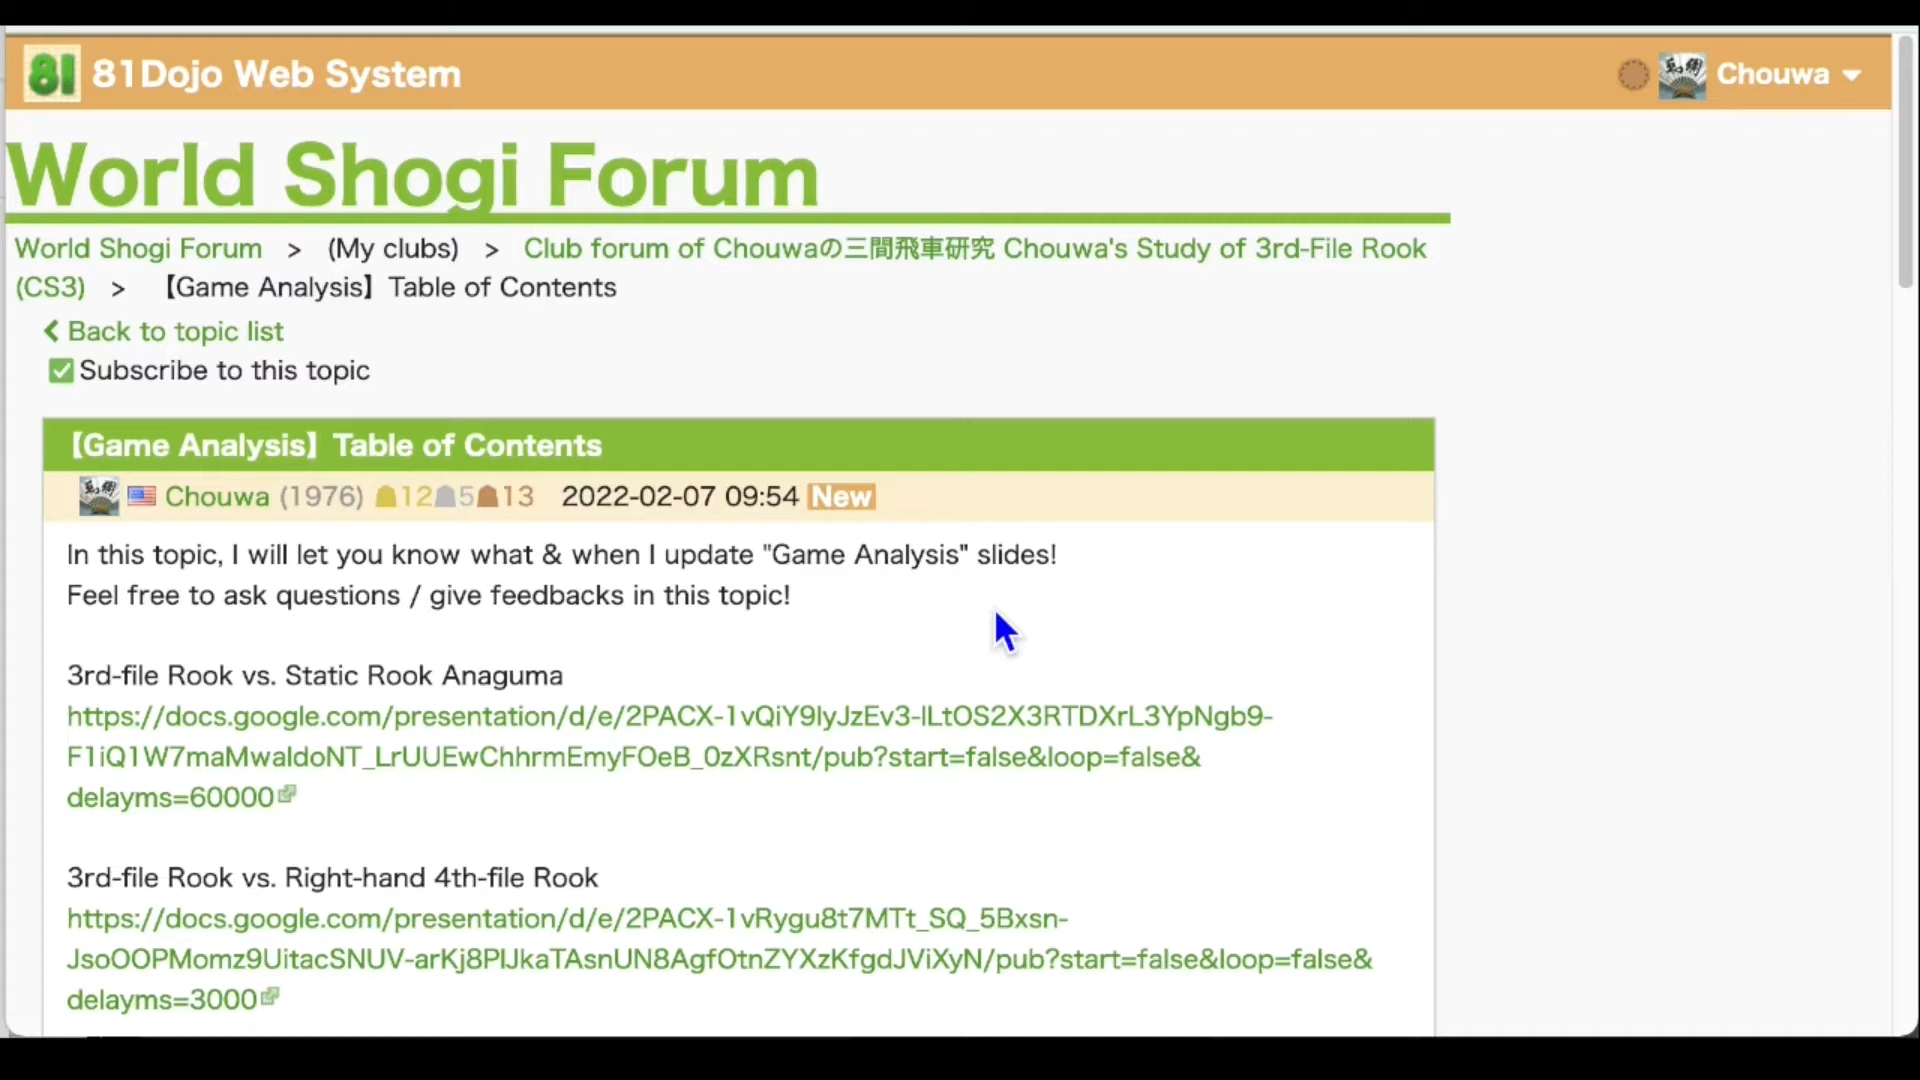 81 81Dojo Web System
Chouwa
World Shogi Forum
World Shogi Forum > (My clubs) > Club forum of Chouwaの三間飛車研究 Chouwa's Study of 3rd-File Rook
(CS3) > 【Game Analysis】Table of Contents
Back to topic list
Subscribe to this topic
【Game Analysis】Table of Contents
Chouwa (1976) 12 5 13 2022-02-07 09:54 New
In this topic, I will let you know what & when I update "Game Analysis" slides!
Feel free to ask questions / give feedbacks in this topic!
3rd-file Rook vs. Static Rook Anaguma
https://docs.google.com/presentation/d/e/2PACX-1vQiY9lyJzEv3-lLtOS2X3RTDXrL3YpNgb9-
F1iQ1W7maMwaldoNT_LrUUEwChhrmEmyFOeB_0zXRsnt/pub?start=false&loop=false&
delayms=60000
3rd-file Rook vs. Right-hand 4th-file Rook
https://docs.google.com/presentation/d/e/2PACX-1vRygu8t7MTt_SQ_5Bxsn-
JsoOOPMomz9UitacSNUV-arKj8PlJkaTAsnUN8AgfOtnZYXzKfgdJViXyN/pub?start=false&loop=false&
delayms=3000